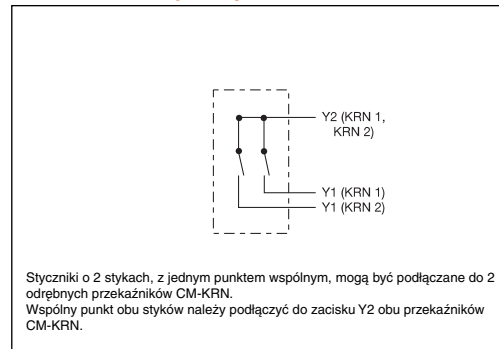 Y2 (KRN 1,
KRN 2)
Y1 (KRN 1)
Y1 (KRN 2)
Styczniki o 2 stykach, z jednym punktem wspólnym, mogą być podłączane do 2
odrębnych przekaźników CM-KRN.
Wspólny punkt obu styków należy podłączyć do zacisku Y2 obu przekaźników
CM-KRN.